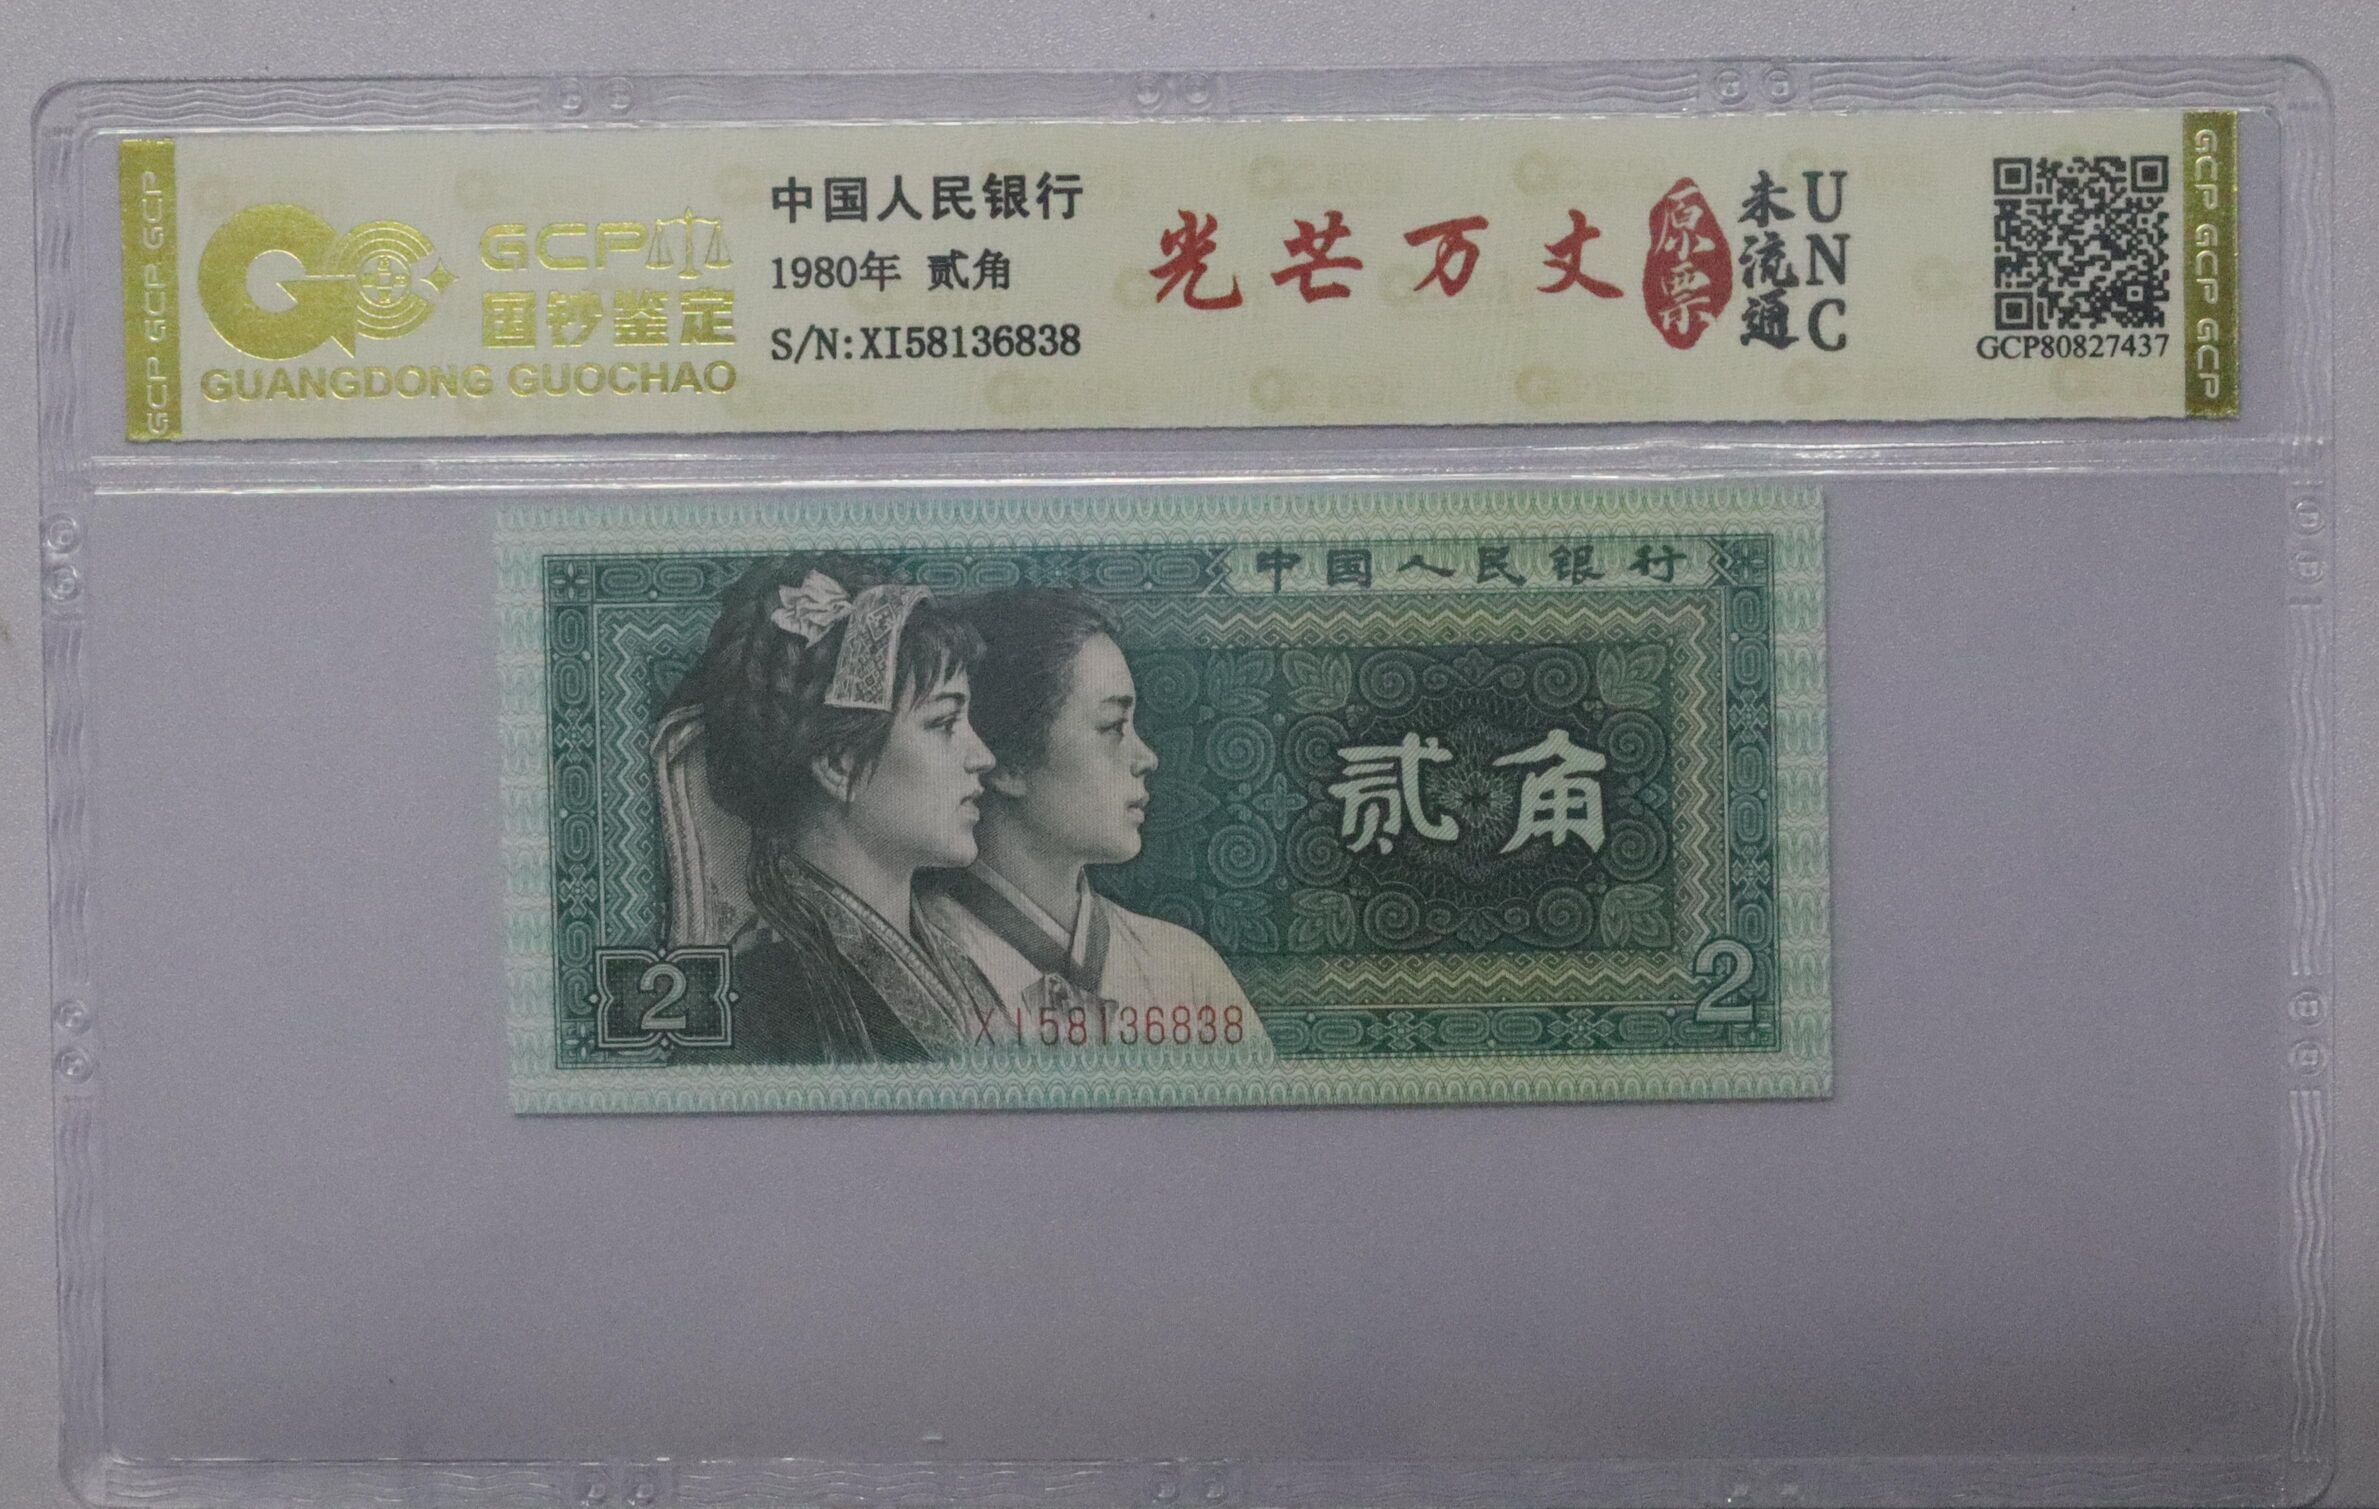 GCP GCP GCP
GCP
国钞鉴定
GUANGDONG GUOCHAO
中国人民银行
1980年 贰角
S/N:XI58136838
光芒万丈
原票
未流通
UNC
GCP80827437
GCP GCP GCP
中国人民银行
贰角
2
XI58136838
2